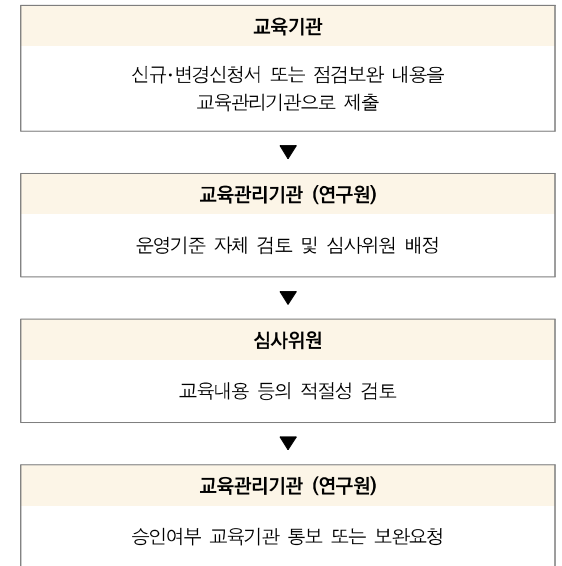 교육기관
신규·변경신청서 또는 점검보완 내용을
교육관리기관으로 제출
▼
교육관리기관 (연구원)
운영기준 자체 검토 및 심사위원 배정
▼
심사위원
교육내용 등의 적절성 검토
▼
교육관리기관 (연구원)
승인여부 교육기관 통보 또는 보완요청